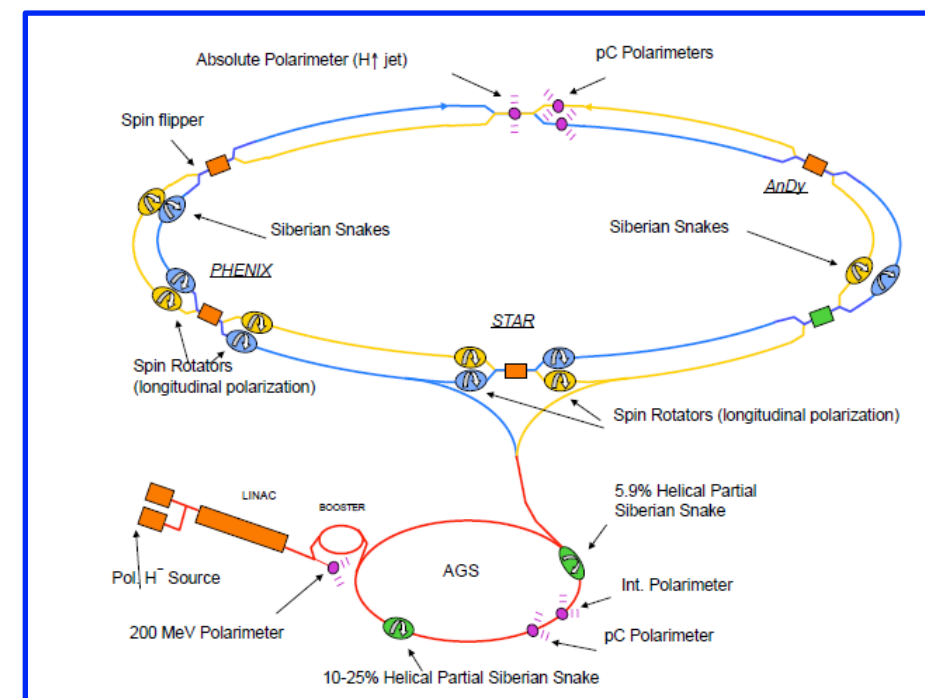 Absolute Polarimeter (H↑ jet)
pC Polarimeters
Spin flipper
AnDy
Siberian Snakes
Siberian Snakes
PHENIX
STAR
Spin Rotators
(longitudinal polarization)
Spin Rotators (longitudinal polarization)
5.9% Helical Partial
Siberian Snake
LINAC
BOOSTER
AGS
Pol. H⁻ Source
Int. Polarimeter
200 MeV Polarimeter
pC Polarimeter
10-25% Helical Partial Siberian Snake